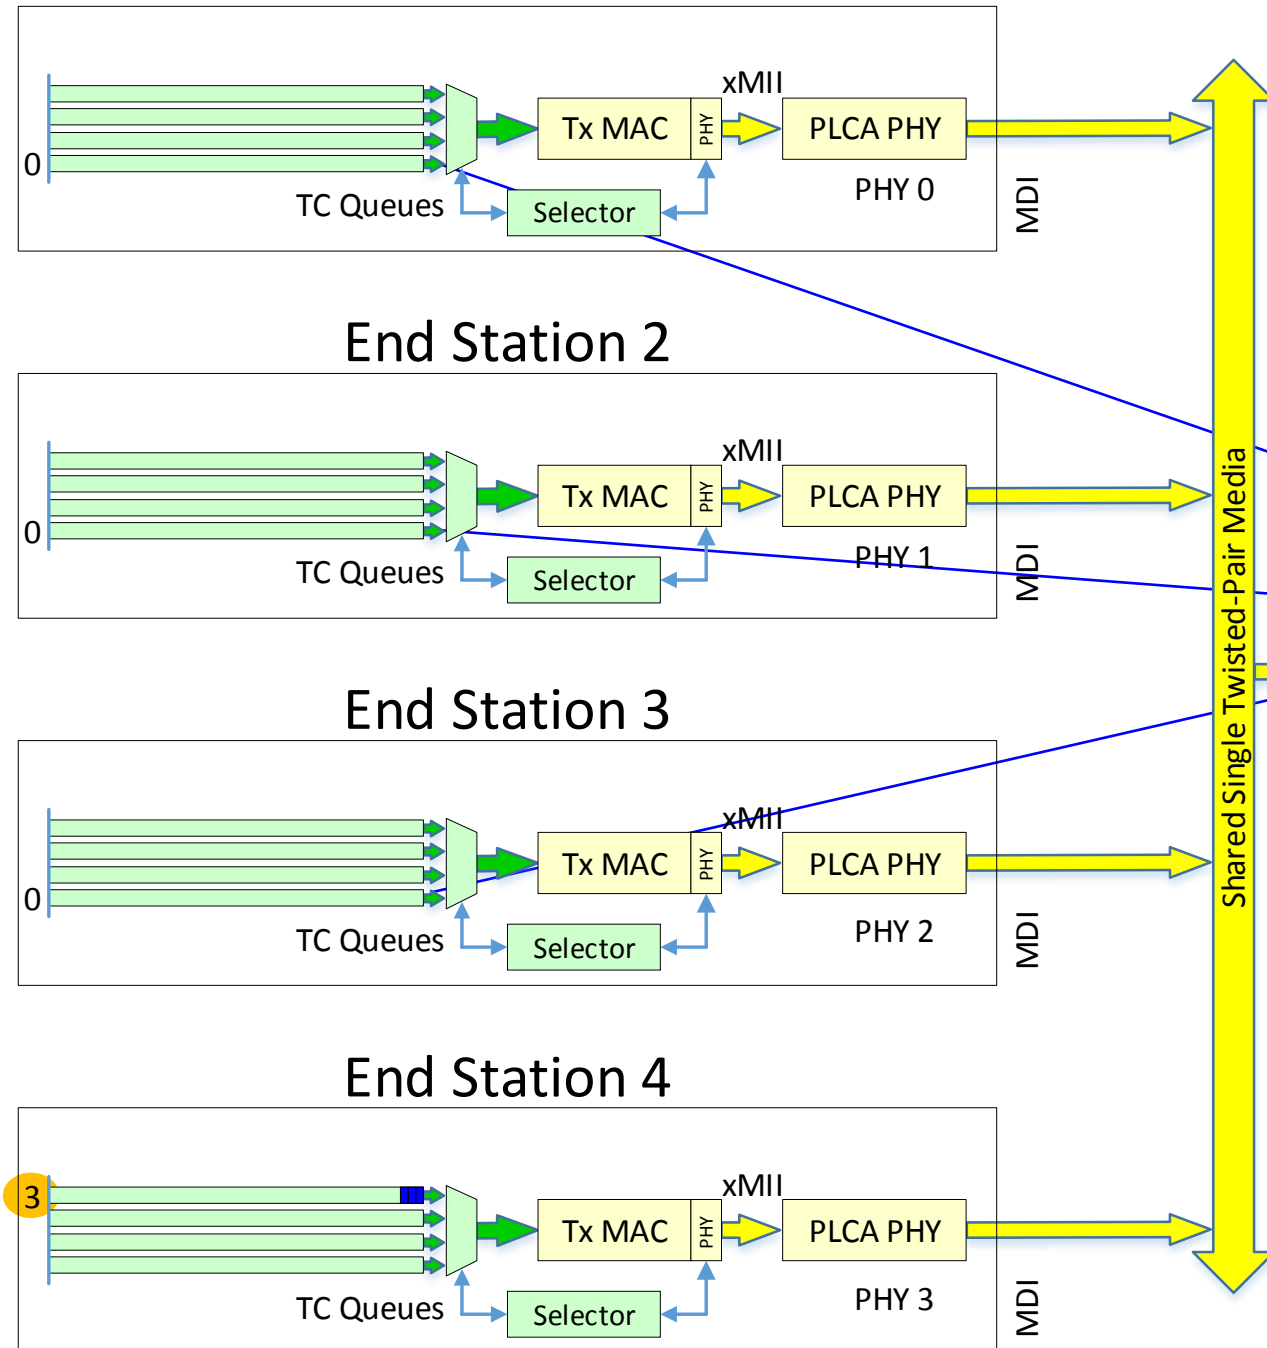 xMII
Tx MAC
PHY
PLCA PHY
0
TC Queues
Selector
PHY 0
MDI
End Station 2
xMII
Tx MAC
PHY
PLCA PHY
0
TC Queues
Selector
PHY 1
MDI
Shared Single Twisted-Pair Media
End Station 3
xMII
Tx MAC
PHY
PLCA PHY
0
TC Queues
Selector
PHY 2
MDI
End Station 4
3
xMII
Tx MAC
PHY
PLCA PHY
TC Queues
Selector
PHY 3
MDI